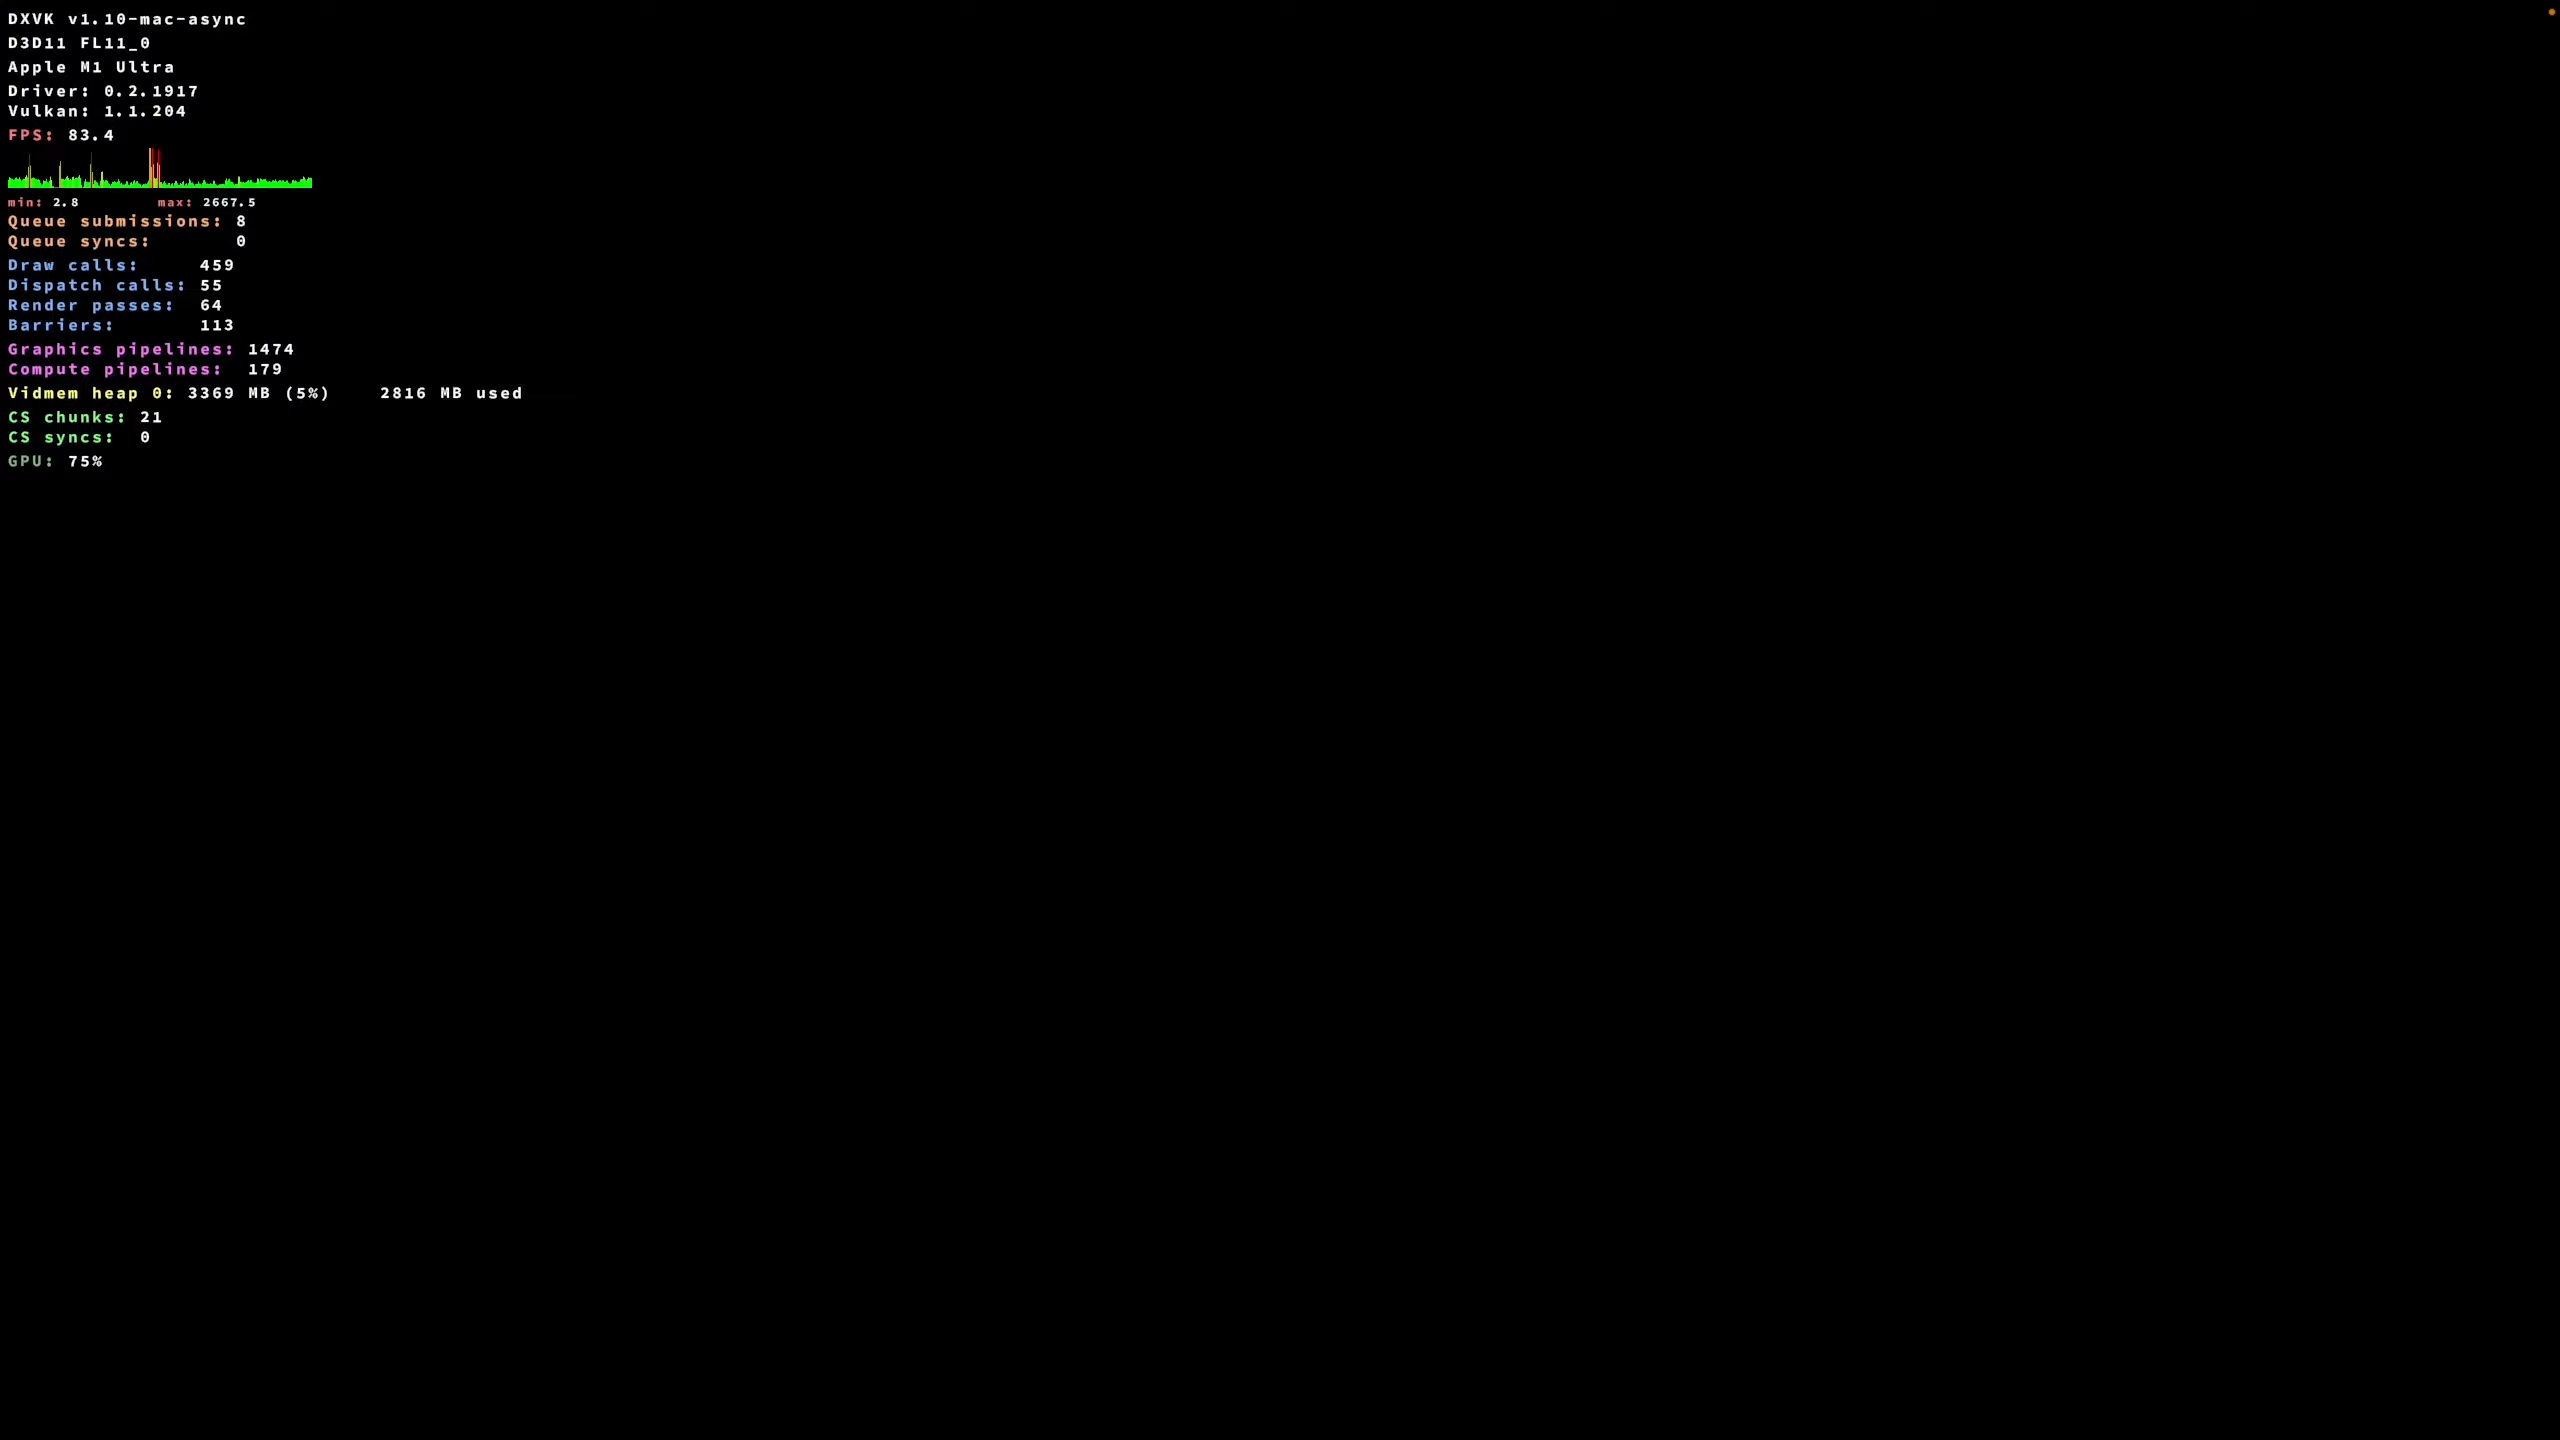 DXVK v1.10-mac-async
D3D11 FL11_0
Apple M1 Ultra
Driver: 0.2.1917
Vulkan: 1.1.204
FPS: 83.4
min: 2.8 max: 2667.5
Queue submissions: 8
Queue syncs: 0
Draw calls: 459
Dispatch calls: 55
Render passes: 64
Barriers: 113
Graphics pipelines: 1474
Compute pipelines: 179
Vidmem heap 0: 3369 MB (5%) 2816 MB used
CS chunks: 21
CS syncs: 0
GPU: 75%